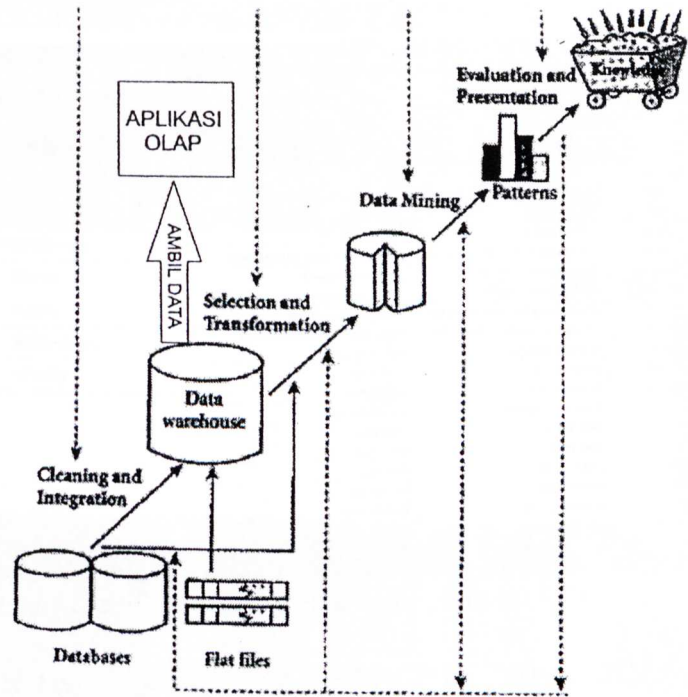 Evaluation and
Presentation
Knowledge
APLIKASI
OLAP
Patterns
Data Mining
AMBIL DATA
Selection and
Transformation
Data
warehouse
Cleaning and
Integration
Databases
Flat files